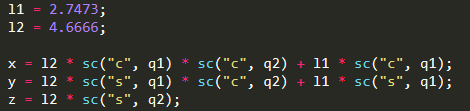 l1 = 2.7473;
l2 = 4.6666;
x = l2 * sc("c", q1) * sc("c", q2) + l1 * sc("c", q1);
y = l2 * sc("s", q1) * sc("c", q2) + l1 * sc("s", q1);
z = l2 * sc("s", q2);